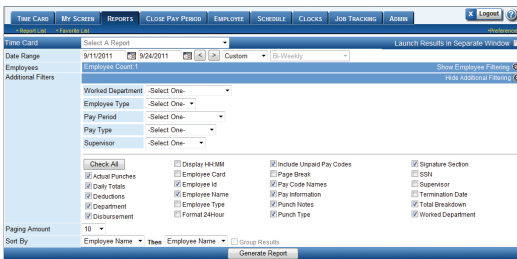 TIME CARD MY SCREEN REPORTS CLOSE PAY PERIOD EMPLOYEE SCHEDULE CLOCKS JOB TRACKING ADMIN X Logout ?
•Report List •Favorite List •Preference
Time Card Select A Report Launch Results in Separate Window
Date Range 9/11/2011 9/24/2011 < > Custom Bi-Weekly
Employees Employee Count:1 Show Employee Filtering
Additional Filters Hide Additional Filtering
Worked Department -Select One-
Employee Type -Select One-
Pay Period -Select One-
Pay Type -Select One-
Supervisor -Select One-
Check All Display HH:MM Include Unpaid Pay Codes Signature Section
Actual Punches Employee Card Page Break SSN
Daily Totals Employee Id Pay Code Names Supervisor
Deductions Employee Name Pay Information Termination Date
Department Employee Type Punch Notes Total Breakdown
Disbursement Format 24Hour Punch Type Worked Department
Paging Amount 10
Sort By Employee Name Then Employee Name Group Results
Generate Report